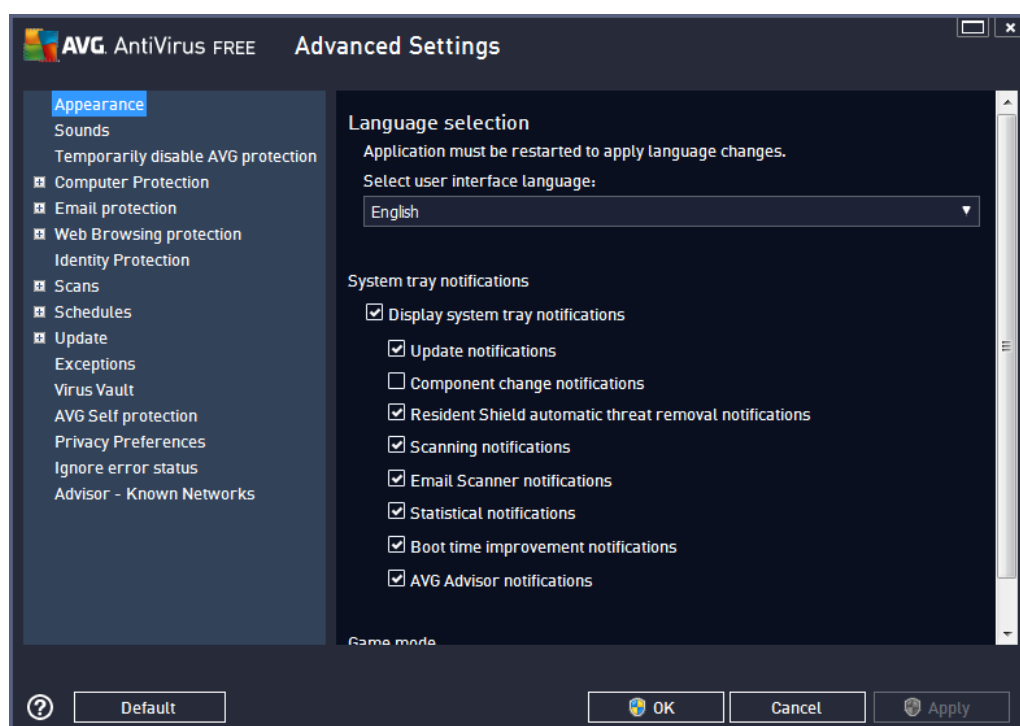 AVG. AntiVirus FREE Advanced Settings
Appearance
Sounds
Temporarily disable AVG protection
Computer Protection
Email protection
Web Browsing protection
Identity Protection
Scans
Schedules
Update
Exceptions
Virus Vault
AVG Self protection
Privacy Preferences
Ignore error status
Advisor - Known Networks
Language selection
Application must be restarted to apply language changes.
Select user interface language:
English
System tray notifications
Display system tray notifications
Update notifications
Component change notifications
Resident Shield automatic threat removal notifications
Scanning notifications
Email Scanner notifications
Statistical notifications
Boot time improvement notifications
AVG Advisor notifications
Game mode
? Default OK Cancel Apply